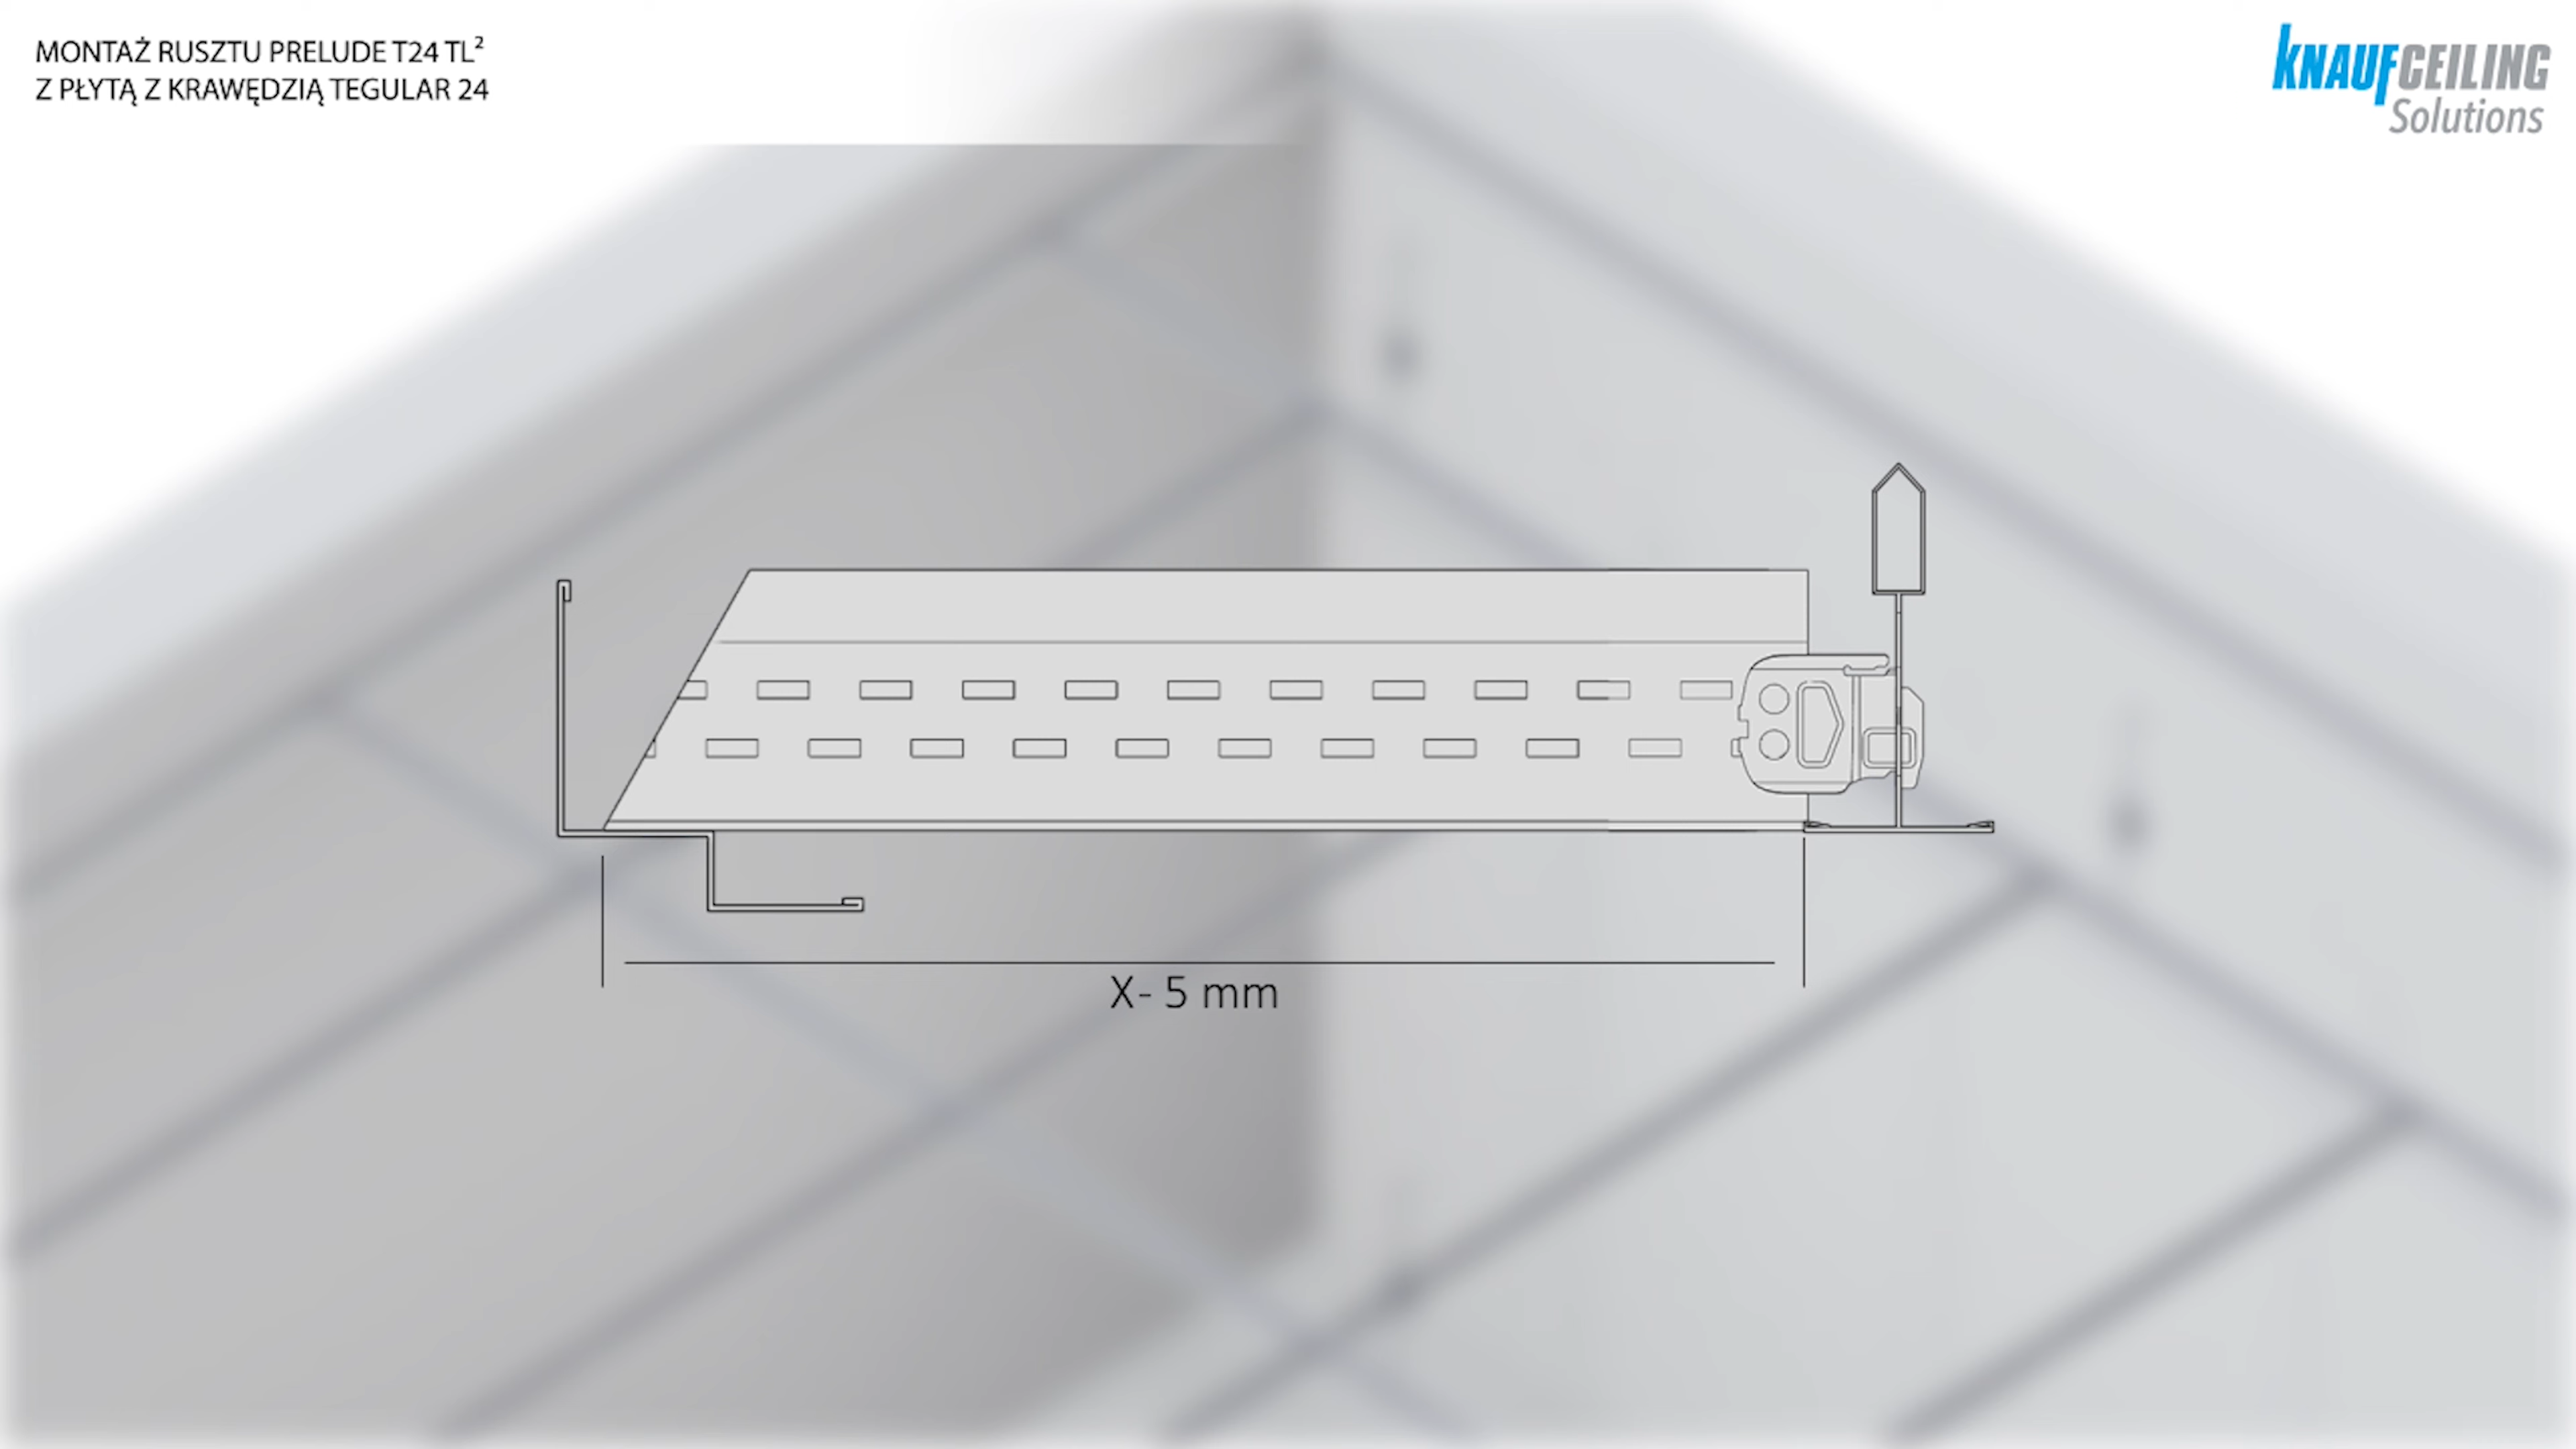 MONTAŻ RUSZTU PRELUDE T24 TL²
Z PŁYTĄ Z KRAWĘDZIĄ TEGULAR 24
KNAUFCEILING
Solutions
X- 5 mm